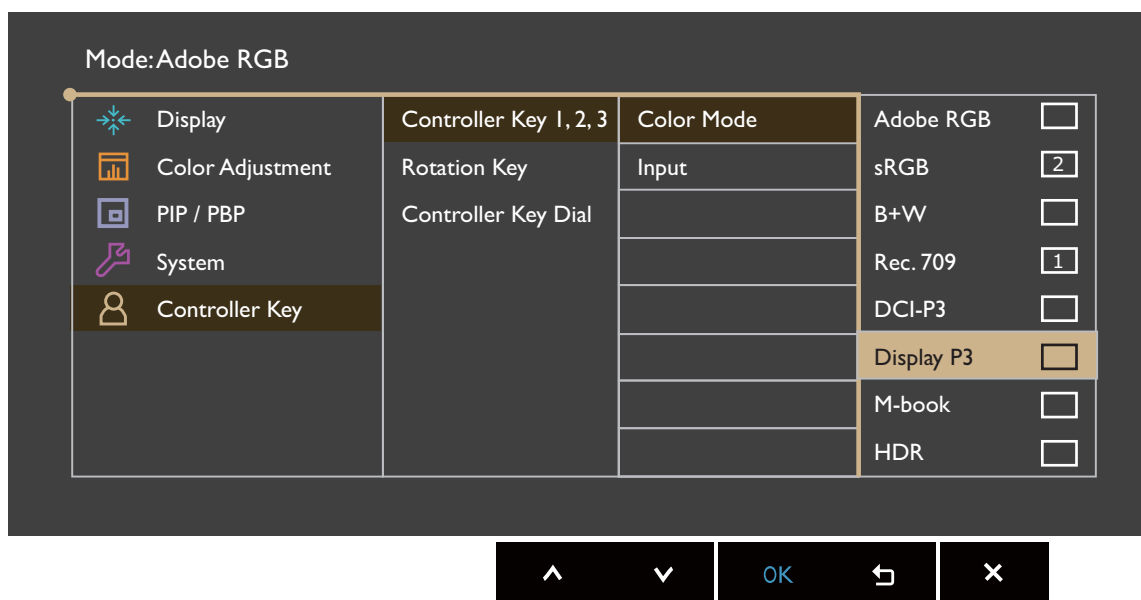 Mode: Adobe RGB
Display
Controller Key 1, 2, 3
Color Mode
Adobe RGB
Color Adjustment
Rotation Key
Input
sRGB
2
PIP / PBP
Controller Key Dial
B+W
System
Rec. 709
1
Controller Key
DCI-P3
Display P3
M-book
HDR
OK